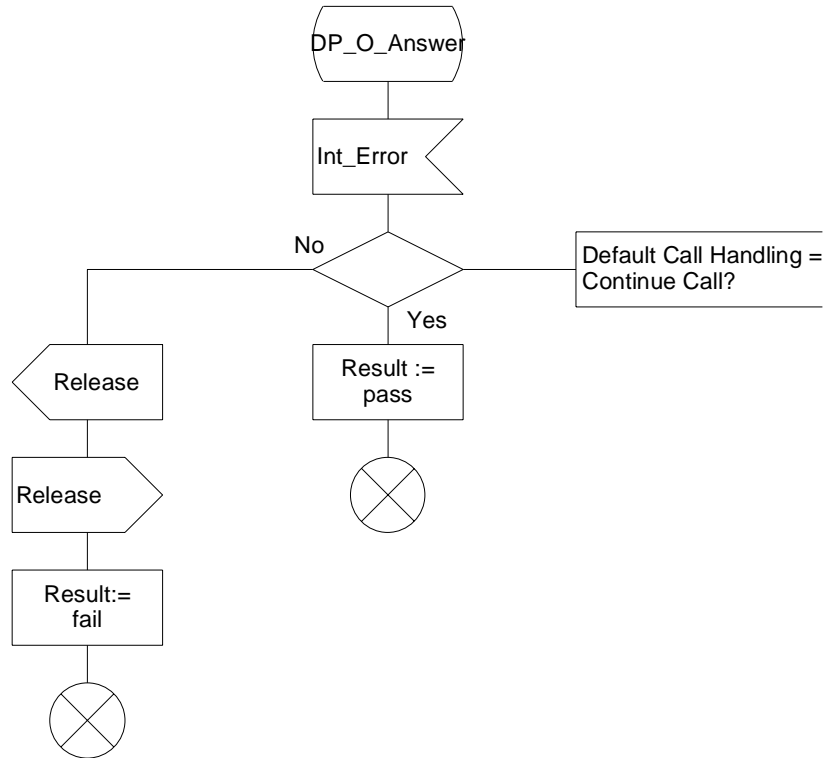 DP_O_Answer
Int_Error
No
Default Call Handling =
Continue Call?
Yes
Release
Result :=
pass
Release
Result:=
fail